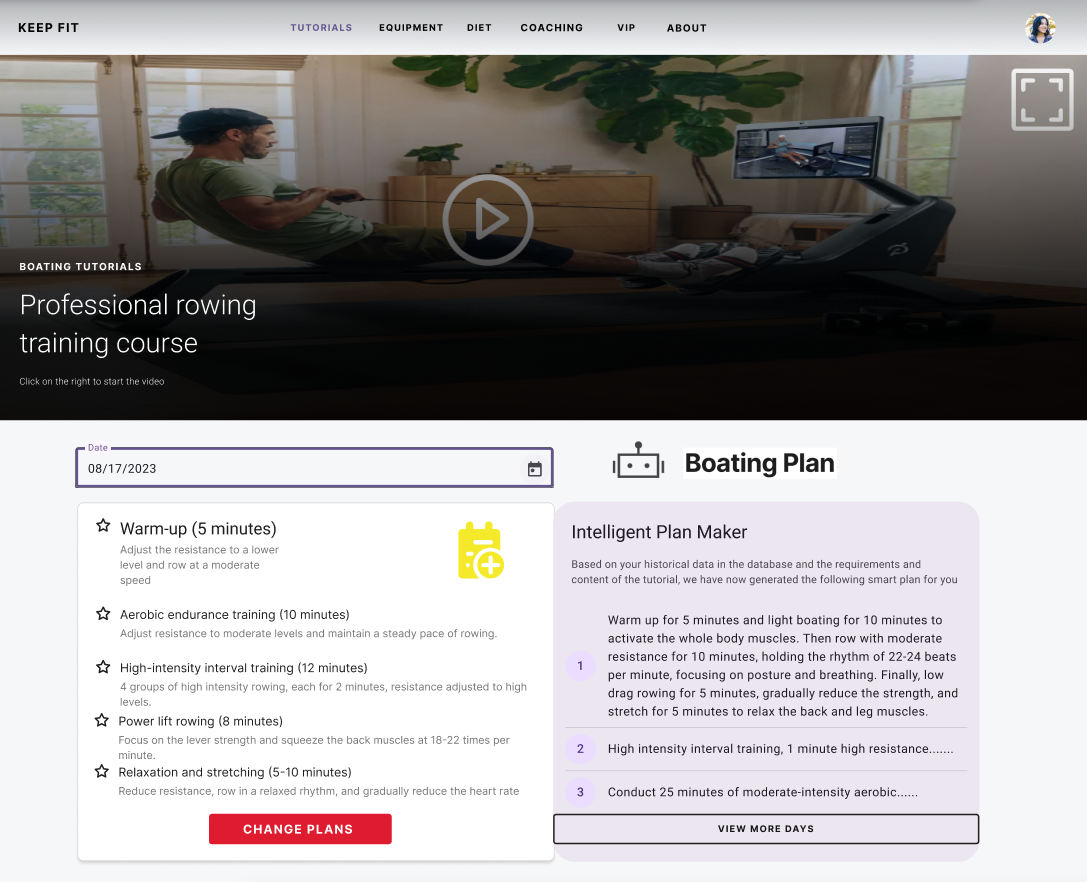 KEEP FIT
TUTORIALS EQUIPMENT DIET COACHING VIP ABOUT
BOATING TUTORIALS
Professional rowing
training course
Click on the right to start the video
Date
08/17/2023
Boating Plan
Warm-up (5 minutes)
Adjust the resistance to a lower
level and row at a moderate
speed
Aerobic endurance training (10 minutes)
Adjust resistance to moderate levels and maintain a steady pace of rowing.
High-intensity interval training (12 minutes)
4 groups of high intensity rowing, each for 2 minutes, resistance adjusted to high
levels.
Power lift rowing (8 minutes)
Focus on the lever strength and squeeze the back muscles at 18-22 times per
minute.
Relaxation and stretching (5-10 minutes)
Reduce resistance, row in a relaxed rhythm, and gradually reduce the heart rate
CHANGE PLANS
Intelligent Plan Maker
Based on your historical data in the database and the requirements and
content of the tutorial, we have now generated the following smart plan for you
1
Warm up for 5 minutes and light boating for 10 minutes to
activate the whole body muscles. Then row with moderate
resistance for 10 minutes, holding the rhythm of 22-24 beats
per minute, focusing on posture and breathing. Finally, low
drag rowing for 5 minutes, gradually reduce the strength, and
stretch for 5 minutes to relax the back and leg muscles.
2 High intensity interval training, 1 minute high resistance.......
3 Conduct 25 minutes of moderate-intensity aerobic......
VIEW MORE DAYS